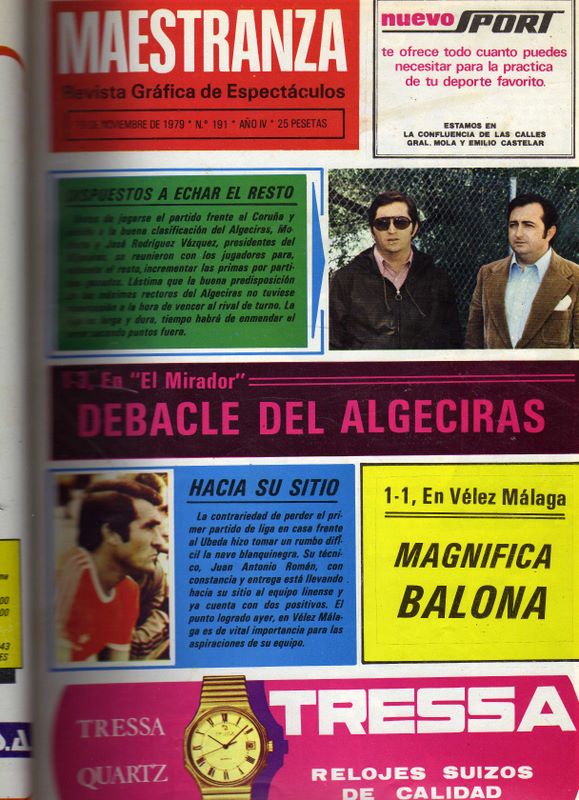 MAESTRANZA
Revista Gráfica de Espectáculos
DE NOVIEMBRE DE 1979 * N.º 191 * AÑO IV * 25 PESETAS
nuevo SPORT
te ofrece todo cuanto puedes
necesitar para la practica
de tu deporte favorito.
ESTAMOS EN
LA CONFLUENCIA DE LAS CALLES
GRAL. MOLA Y EMILIO CASTELAR
DISPUESTOS A ECHAR EL RESTO
de jugarse el partido frente al Coruña y
a la buena clasificación del Algeciras,
y José Rodríguez Vázquez, presidentes del
se reunieron con los jugadores para,
el resto, incrementar las primas por parti-
ganados. Lástima que la buena predisposición
los máximos rectores del Algeciras no tuviese
a la hora de vencer al rival de turno. La
larga y dura, tiempo habrá de enmendar el
puntos fuera.
1-3, En "El Mirador"
DEBACLE DEL ALGECIRAS
HACIA SU SITIO
La contrariedad de perder el pri-
mer partido de liga en casa frente
al Ubeda hizo tomar un rumbo difí-
cil la nave blanquinegra. Su técni-
co, Juan Antonio Román, con
constancia y entrega está llevando
hacia su sitio al equipo linense y
ya cuenta con dos positivos. El
punto logrado ayer, en Vélez Mála-
ga es de vital importancia para las
aspiraciones de su equipo.
1-1, En Vélez Málaga
MAGNIFICA
BALONA
TRESSA
QUARTZ
TRESSA
RELOJES SUIZOS
DE CALIDAD